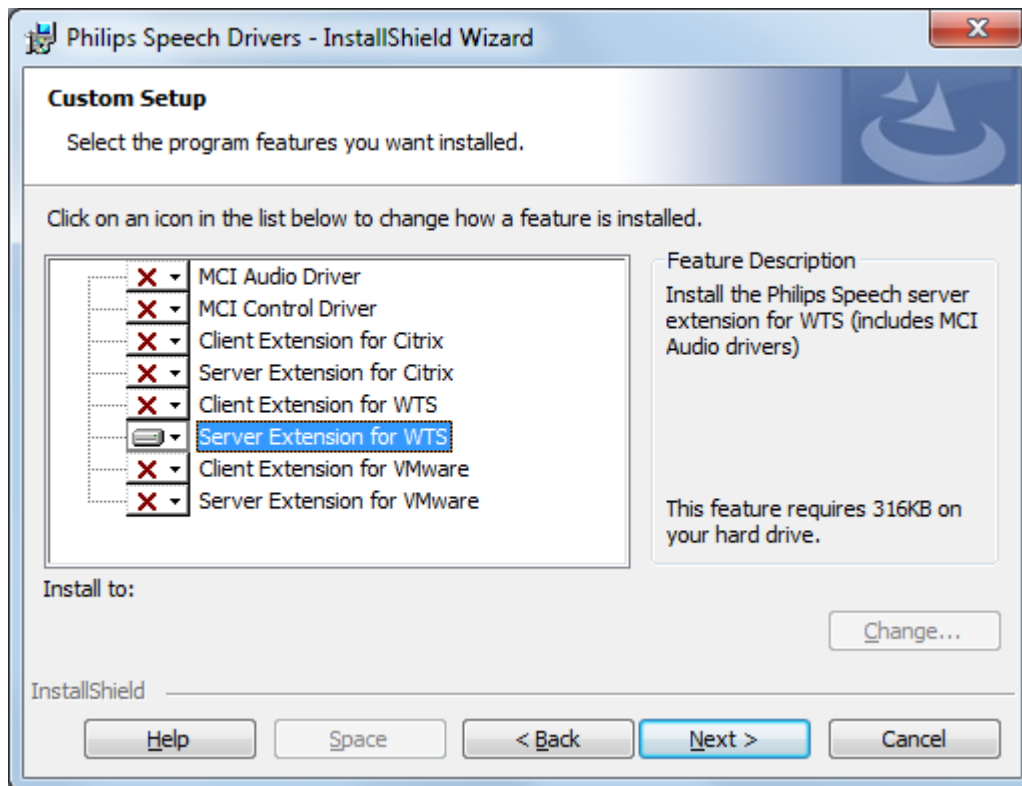 Philips Speech Drivers - InstallShield Wizard
Custom Setup
Select the program features you want installed.
Click on an icon in the list below to change how a feature is installed.
MCI Audio Driver
MCI Control Driver
Client Extension for Citrix
Server Extension for Citrix
Client Extension for WTS
Server Extension for WTS
Client Extension for VMware
Server Extension for VMware
Feature Description
Install the Philips Speech server
extension for WTS (includes MCI
Audio drivers)
This feature requires 316KB on
your hard drive.
Install to:
Change...
InstallShield
Help
Space
< Back
Next >
Cancel